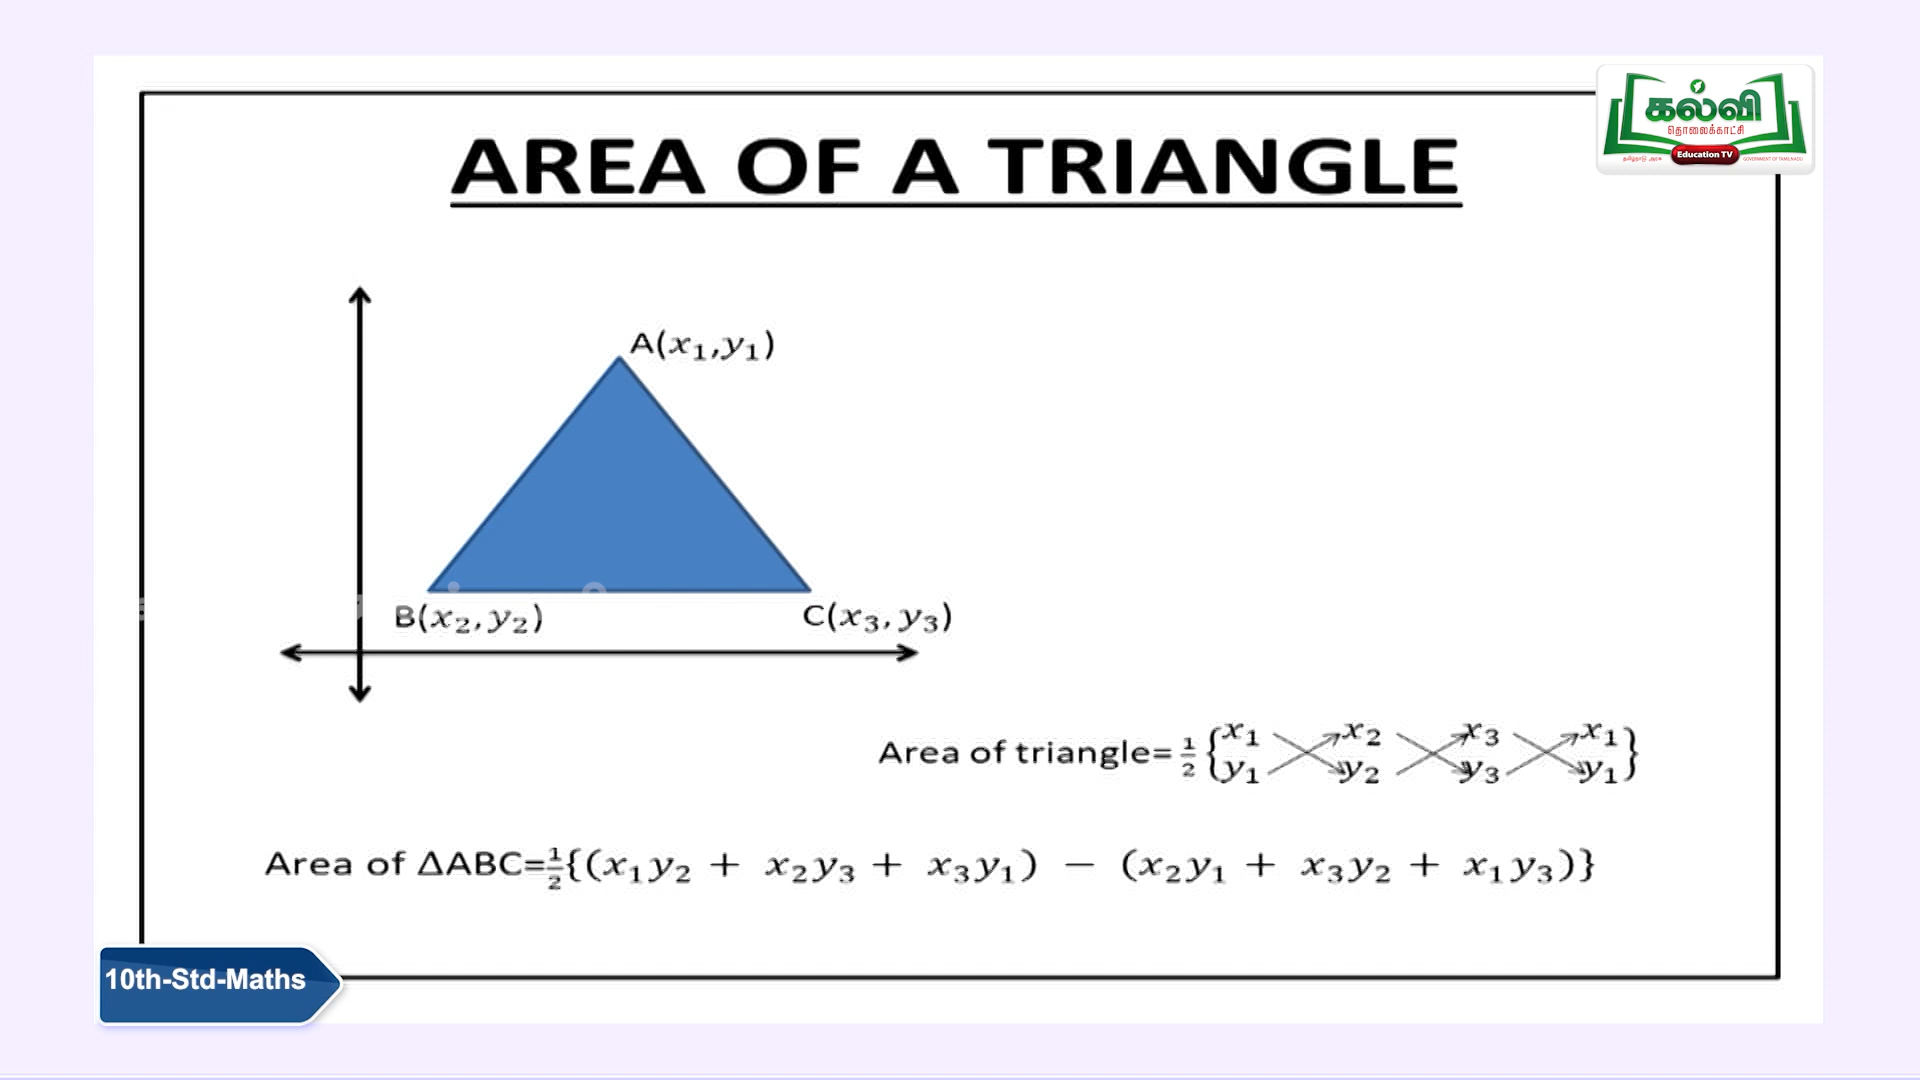 கல்வி
தொலைக்காட்சி
தமிழ்நாடு அரசு Education TV GOVERNMENT OF TAMILNADU
AREA OF A TRIANGLE
A(x₁,y₁)
B(x₂,y₂) C(x₃,y₃)
Area of triangle= ½ {x₁ x₂ x₃ x₁}
y₁ y₂ y₃ y₁
Area of ΔABC=½{(x₁y₂ + x₂y₃ + x₃y₁) − (x₂y₁ + x₃y₂ + x₁y₃)}
10th-Std-Maths